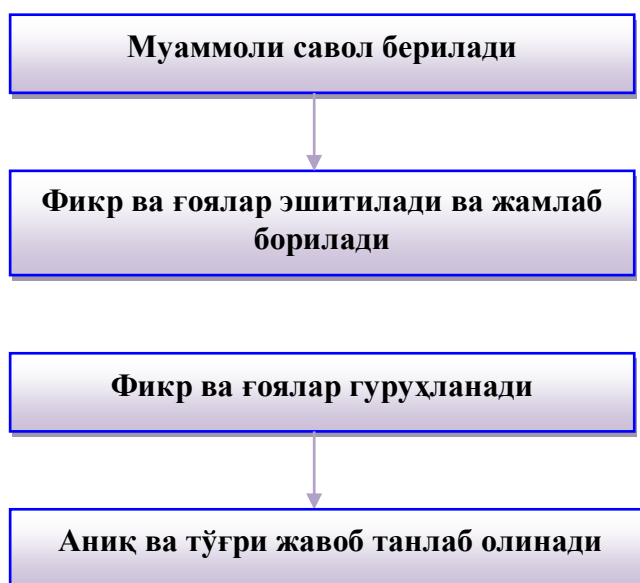 Муаммоли савол берилади
Фикр ва ғоялар эшитилади ва жамлаб
борилади
Фикр ва ғоялар гуруҳланади
Аниқ ва тўғри жавоб танлаб олинади